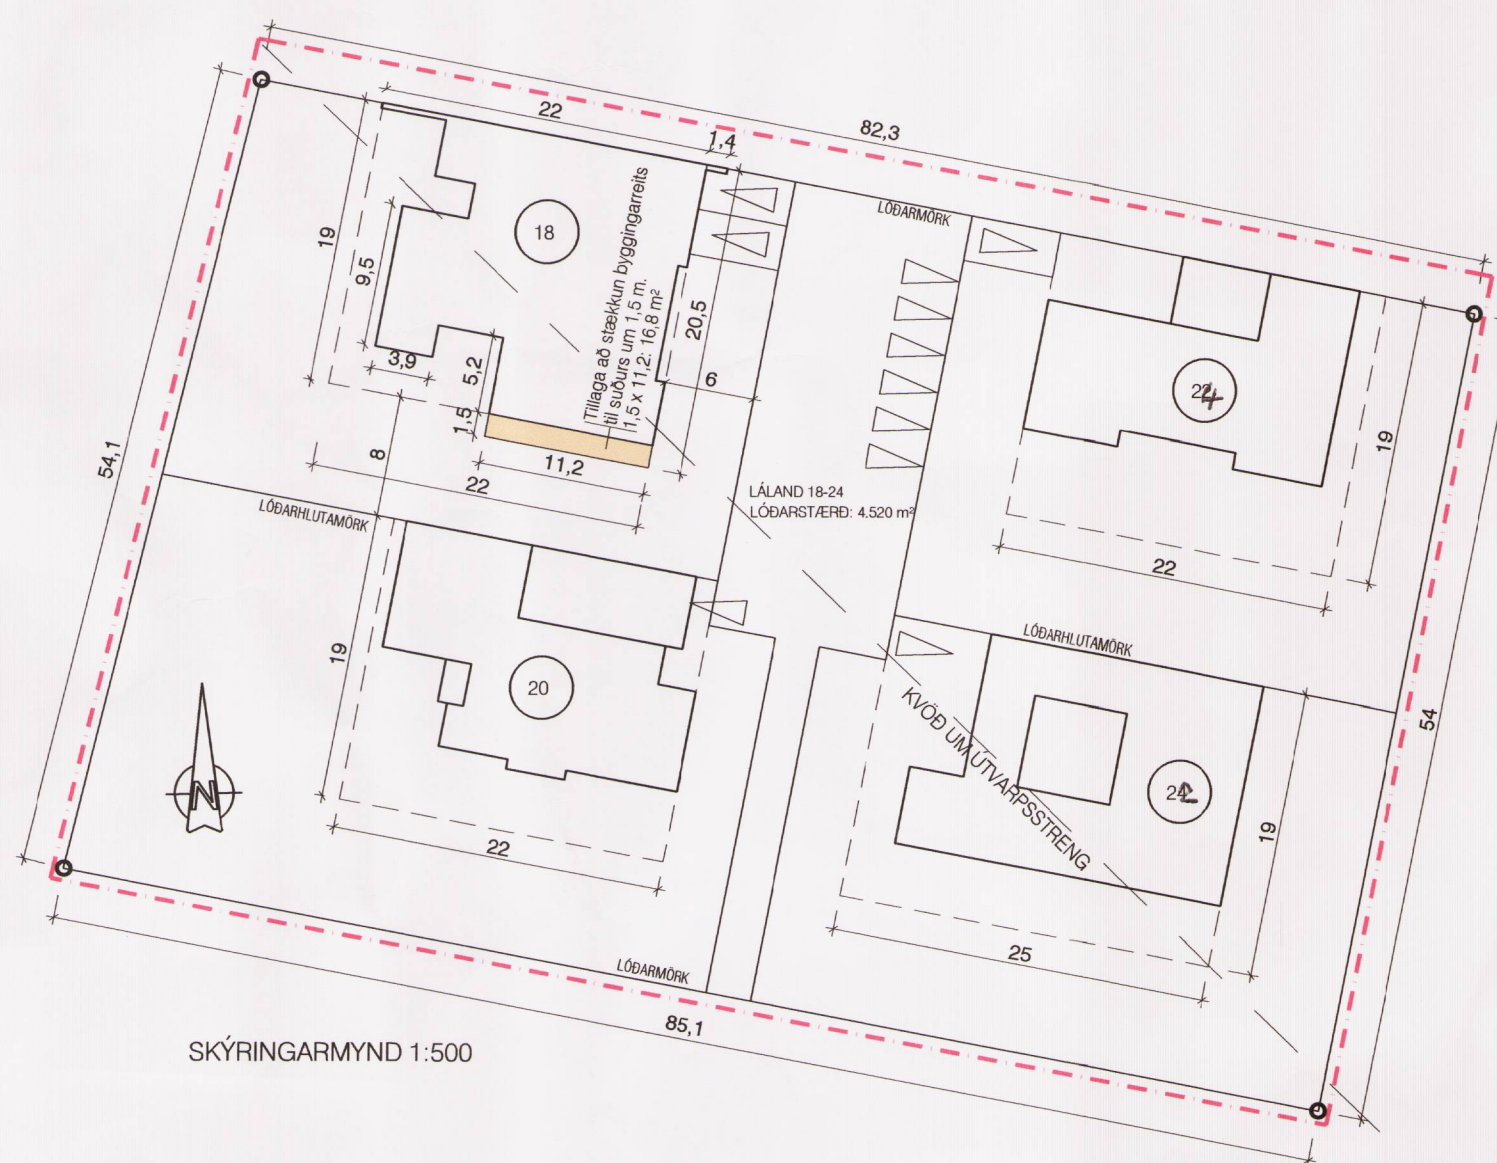 82,3
22
1,4
LÓÐARMÖRK
18
19
9,5
Tillaga að stækkun byggingarreits
til suðurs um 1,5 m.
1,5 x 11,2: 16,8 m²
20,5
6
3,9
5,2
1,5
11,2
22
8
54,1
LÓÐARHLUTAMÖRK
LÁLAND 18-24
LÓÐARSTÆRÐ: 4.520 m²
19
22
54
LÓÐARHLUTAMÖRK
20
19
22
N
KVÖÐ UM ÚTVARPSSTRENG
19
25
LÓÐARMÖRK
85,1
SKÝRINGARMYND 1:500